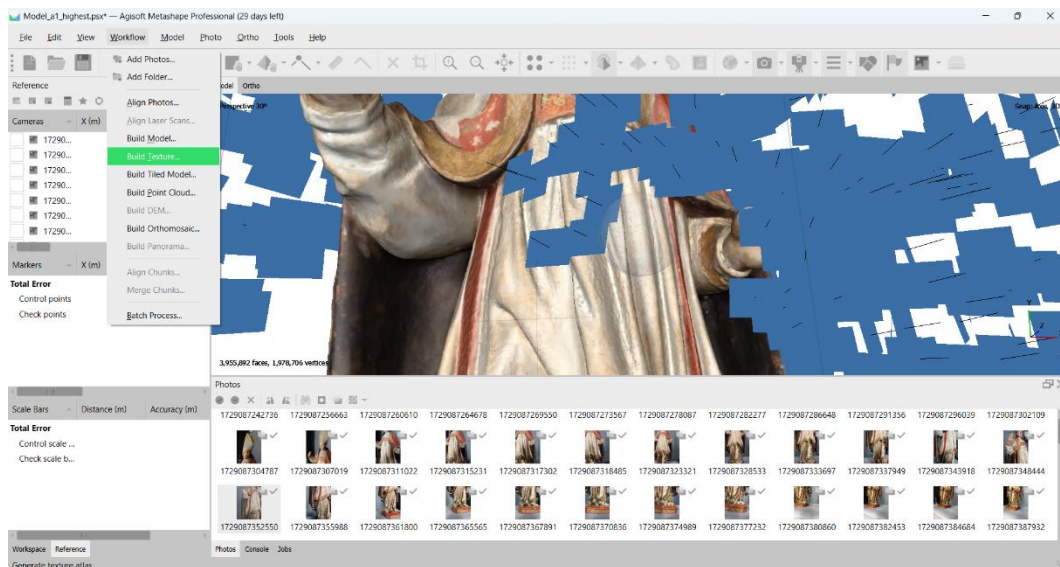 Model_a1_highest.psx* — Agisoft Metashape Professional (29 days left)
File Edit View Workflow Model Photo Ortho Tools Help
Reference
Cameras X (m)
17290...
17290...
17290...
17290...
17290...
17290...
17290...
Markers X (m)
Total Error
Control points
Check points
Scale Bars Distance (m) Accuracy (m)
Total Error
Control scale ...
Check scale b...
Workspace Reference
Generate texture atlas
Add Photos...
Add Folder...
Align Photos...
Align Laser Scans...
Build Model...
Build Texture...
Build Tiled Model...
Build Point Cloud...
Build DEM...
Build Orthomosaic...
Build Panorama...
Align Chunks...
Merge Chunks...
Batch Process...
Ortho
Perspective 30°
Snap: Axis, 3D
Y
Z
3,955,892 faces, 1,978,706 vertices
Photos
1729087242736 1729087256663 1729087260610 1729087264678 1729087269550 1729087273567 1729087278087 1729087282277 1729087286648 1729087291356 1729087296039 1729087302109
1729087304787 1729087307019 1729087311022 1729087315231 1729087317302 1729087318485 1729087323321 1729087328533 1729087333697 1729087337949 1729087343918 1729087348444
1729087352550 1729087355988 1729087361800 1729087365565 1729087367891 1729087370836 1729087374989 1729087377232 1729087380860 1729087382453 1729087384684 1729087387932
Photos Console Jobs